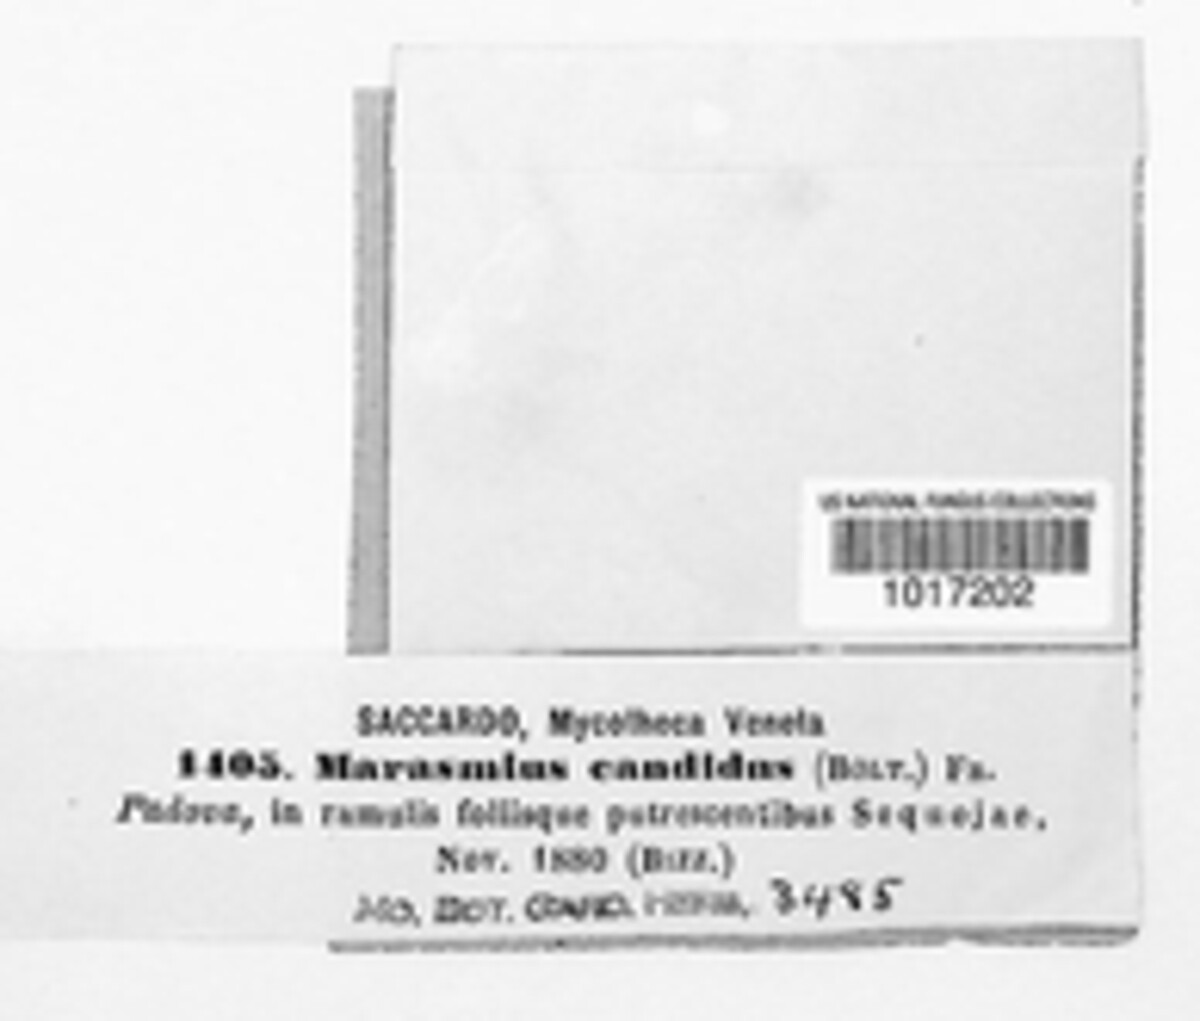 US NATIONAL FUNGUS COLLECTIONS
1017202
SACCARDO, Mycotheca Veneta
1405. Marasmius candidus (BOLT.) FR.
Padova, in ramulis foliisque putrescentibus Sequojae,
Nov. 1880 (BIZZ.)
MO. BOT. GARD. HERB. 3485